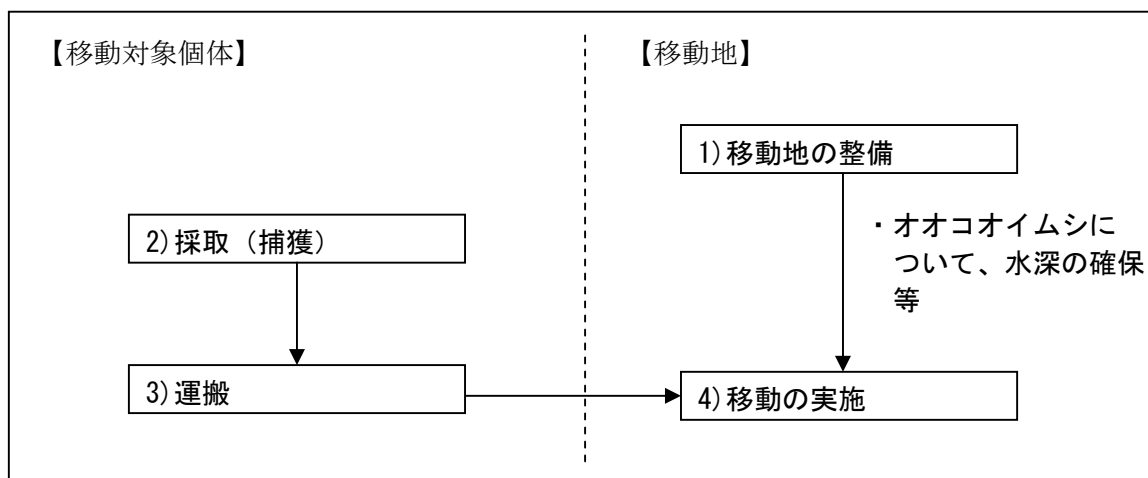 【移動対象個体】
【移動地】
1)移動地の整備
2)採取（捕獲）
・オオコオイムシに
ついて、水深の確保
等
3)運搬
4)移動の実施